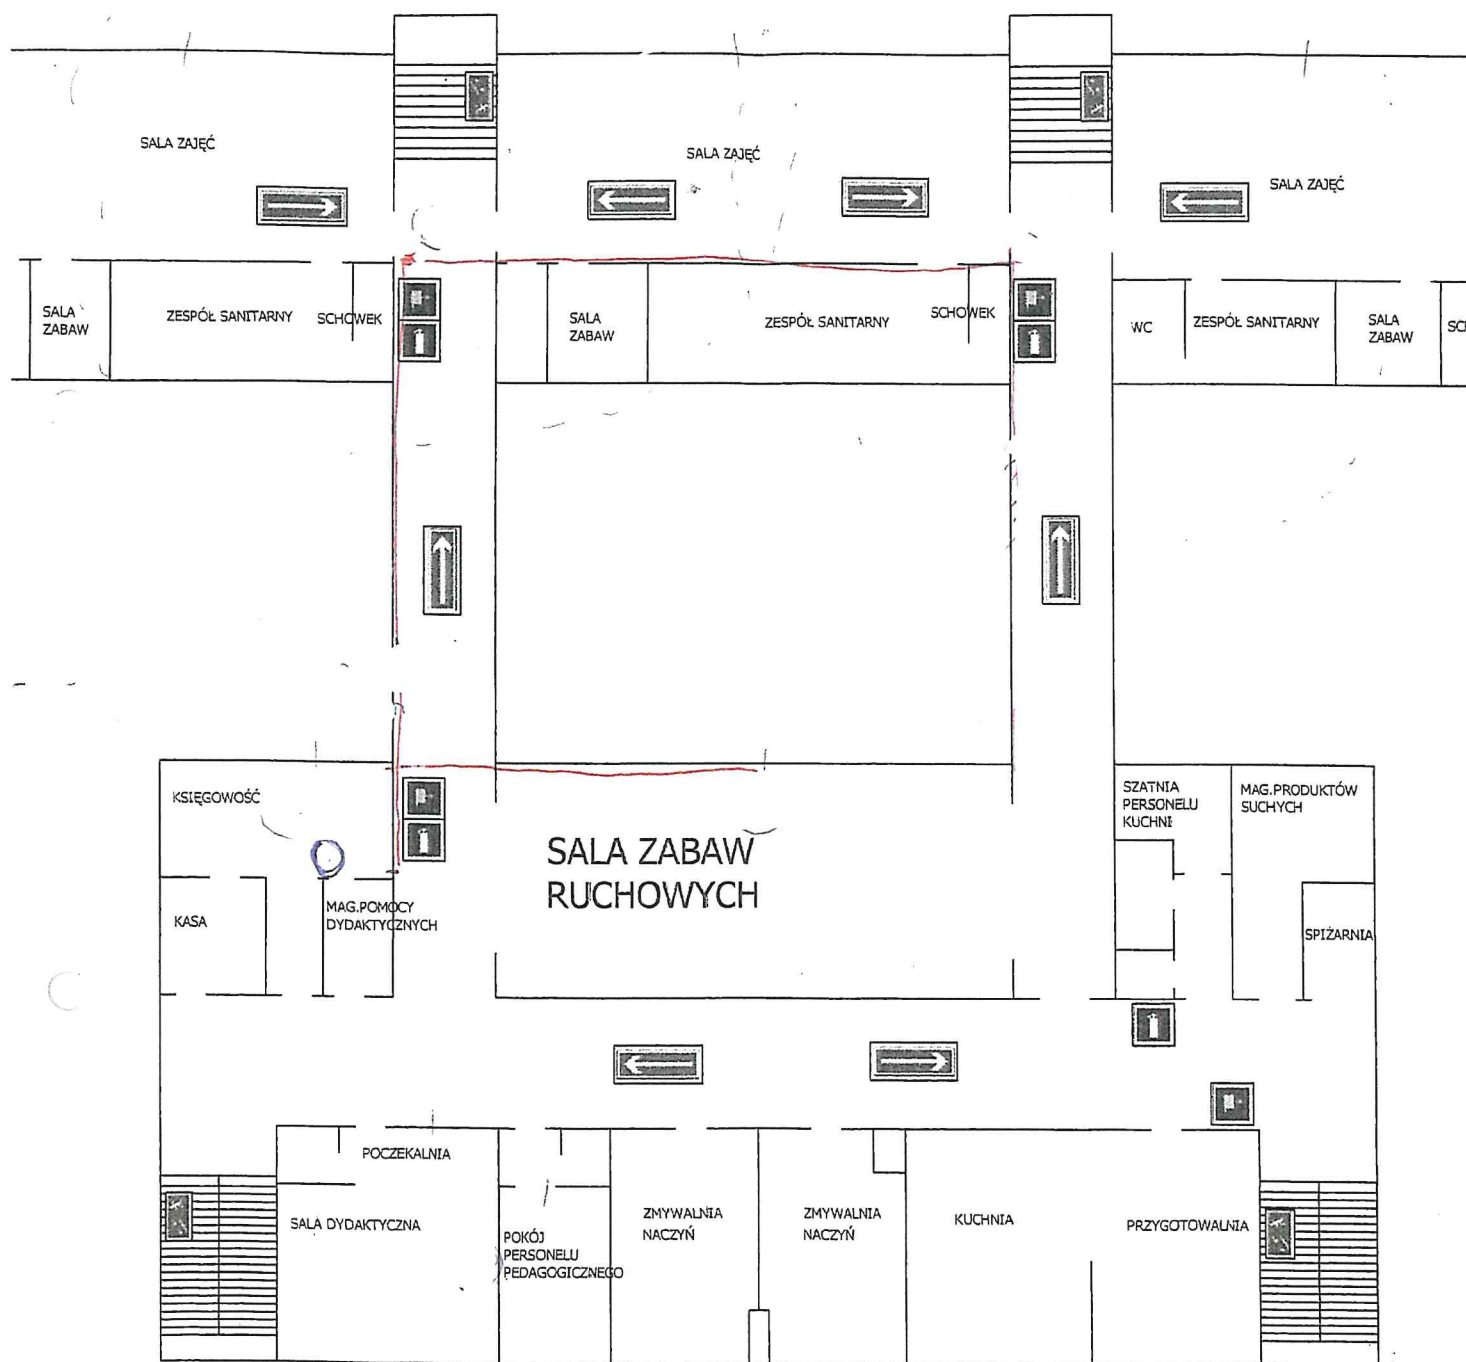 SALA ZAJĘĆ
SALA ZAJĘĆ
SALA ZAJĘĆ
SALA
ZABAW
ZESPÓŁ SANITARNY
SCHOWEK
SALA
ZABAW
ZESPÓŁ SANITARNY
SCHOWEK
WC
ZESPÓŁ SANITARNY
SALA
ZABAW
SCH
KSIĘGOWOŚĆ
SALA ZABAW
RUCHOWYCH
SZATNIA
PERSONELU
KUCHNI
MAG.PRODUKTÓW
SUCHYCH
KASA
MAG.POMOCY
DYDAKTYCZNYCH
SPIŻARNIA
POCZEKALNIA
SALA DYDAKTYCZNA
POKÓJ
PERSONELU
PEDAGOGICZNEGO
ZMYWALNIA
NACZYŃ
ZMYWALNIA
NACZYŃ
KUCHNIA
PRZYGOTOWALNIA